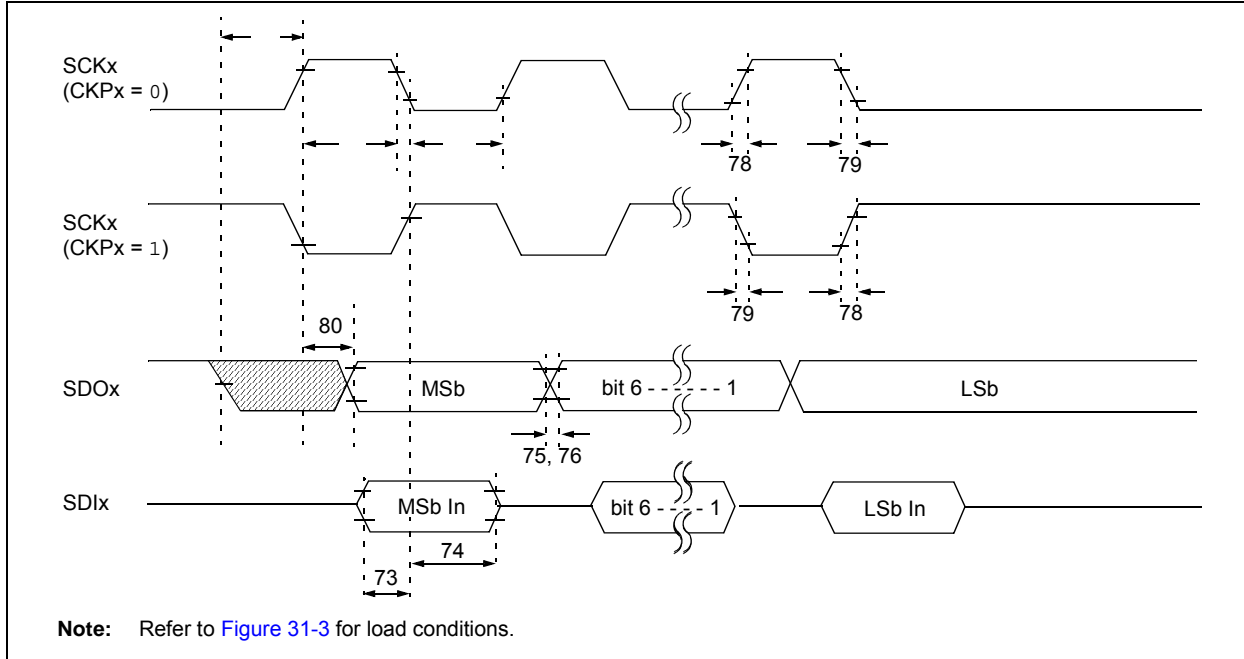 SCKx
(CKPx = 0)
78
79
SCKx
(CKPx = 1)
79
78
80
SDOx
MSb
bit 6 - - - - - - 1
LSb
75, 76
SDIx
MSb In
bit 6 - - - - 1
LSb In
74
73
Note: Refer to Figure 31-3 for load conditions.